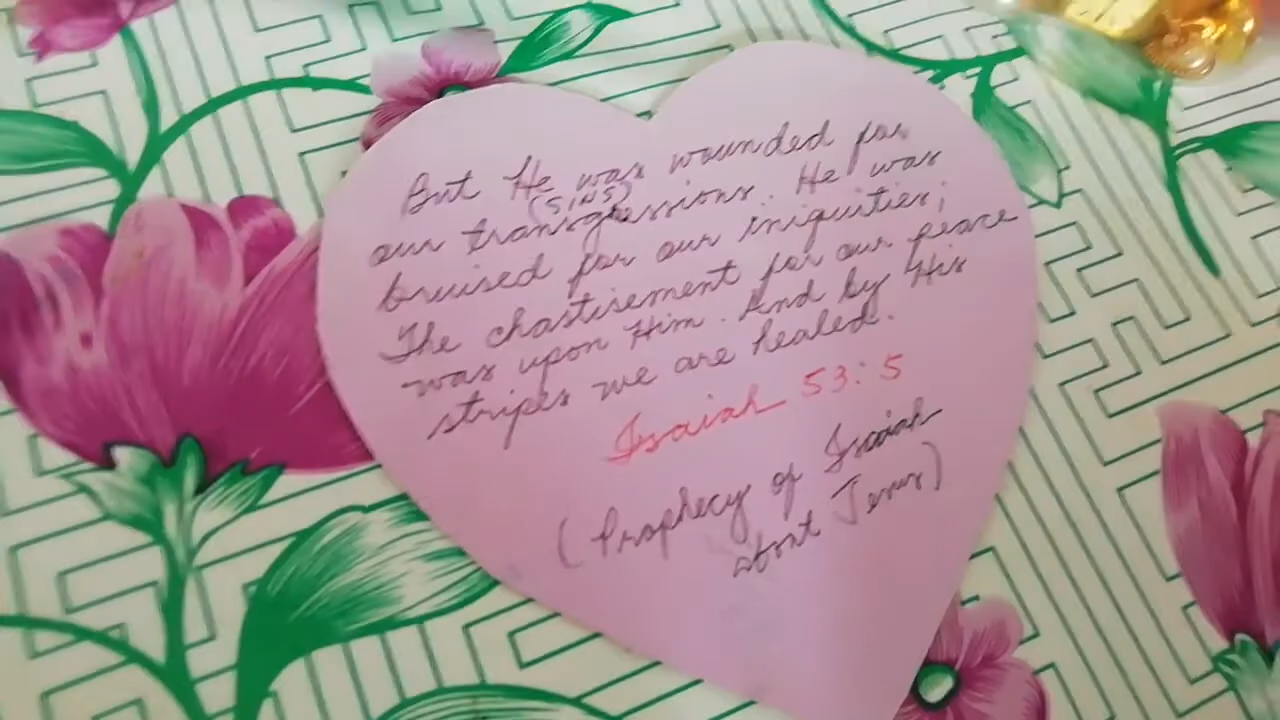 But He was wounded for
(SINS)
our transgressions. He was
bruised for our iniquities;
The chastisement for our peace
was upon Him. And by His
stripes we are healed.
Isaiah 53:5
(Prophecy of Isaiah
about Jesus)